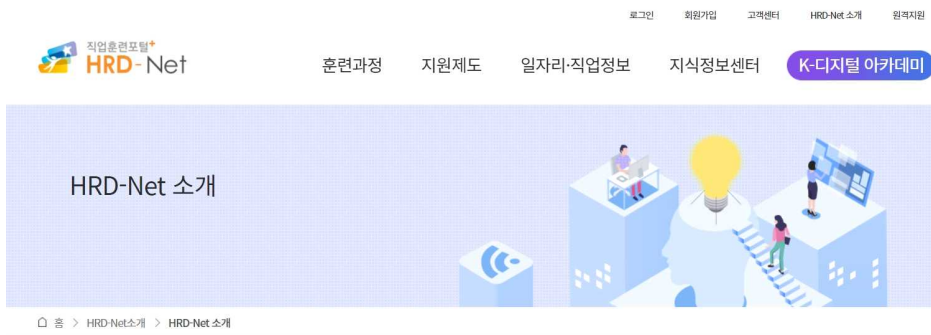 로그인 회원가입 고객센터 HRD-Net 소개 원격지원
직업훈련포털+
HRD-Net
훈련과정 지원제도 일자리·직업정보 지식정보센터 K-디지털 아카데미
HRD-Net 소개
홈 > HRD-Net소개 > HRD-Net 소개